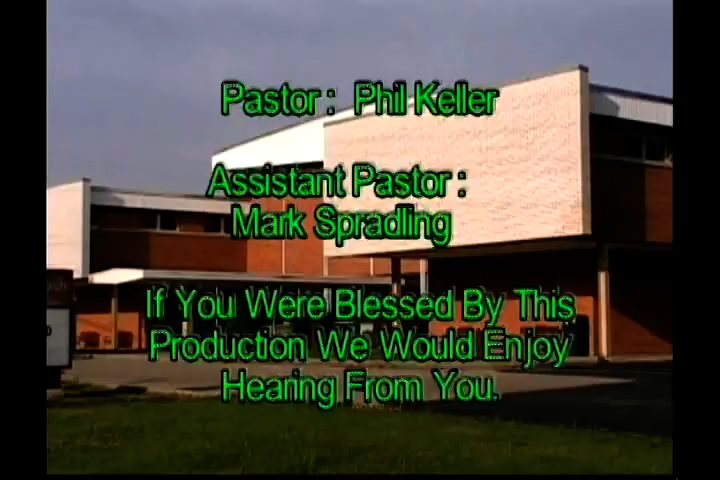 Pastor : Phil Keller
Assistant Pastor :
Mark Spradling
If You Were Blessed By This
Production We Would Enjoy
Hearing From You.